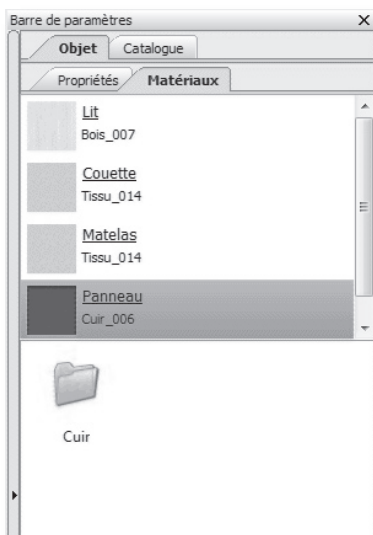 Barre de paramètres
Objet Catalogue
Propriétés Matériaux
Lit
Bois_007
Couette
Tissu_014
Matelas
Tissu_014
Panneau
Cuir_006
Cuir